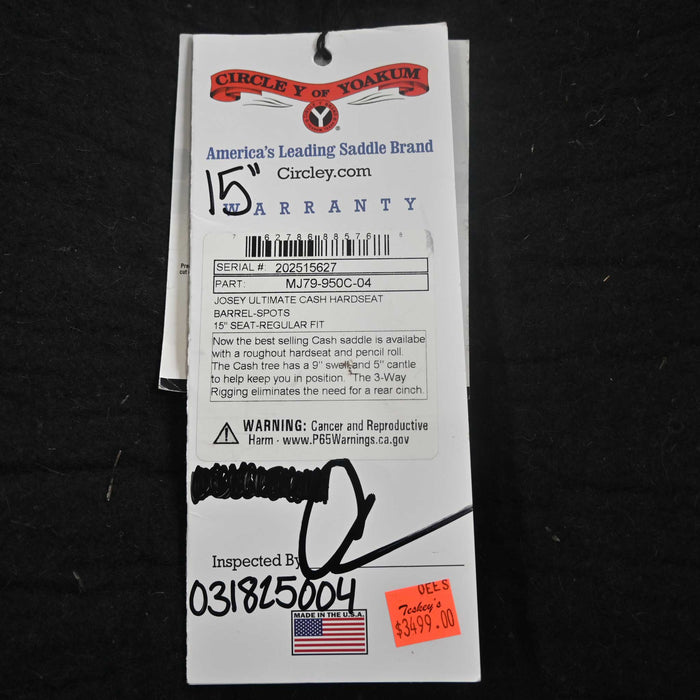 CIRCLE Y OF YOAKUM
Y
®
America's Leading Saddle Brand
Circley.com
15"
WARRANTY
7 62786 88576 8
SERIAL #: 202515627
PART: MJ79-950C-04
JOSEY ULTIMATE CASH HARDSEAT
BARREL-SPOTS
15" SEAT-REGULAR FIT
Now the best selling Cash saddle is availabe
with a roughout hardseat and pencil roll.
The Cash tree has a 9" swell and 5" cantle
to help keep you in position. The 3-Way
Rigging eliminates the need for a rear cinch.
WARNING: Cancer and Reproductive
Harm - www.P65Warnings.ca.gov
Inspected By
031825004
MADE IN THE U.S.A.
Teskey's
$3499.00